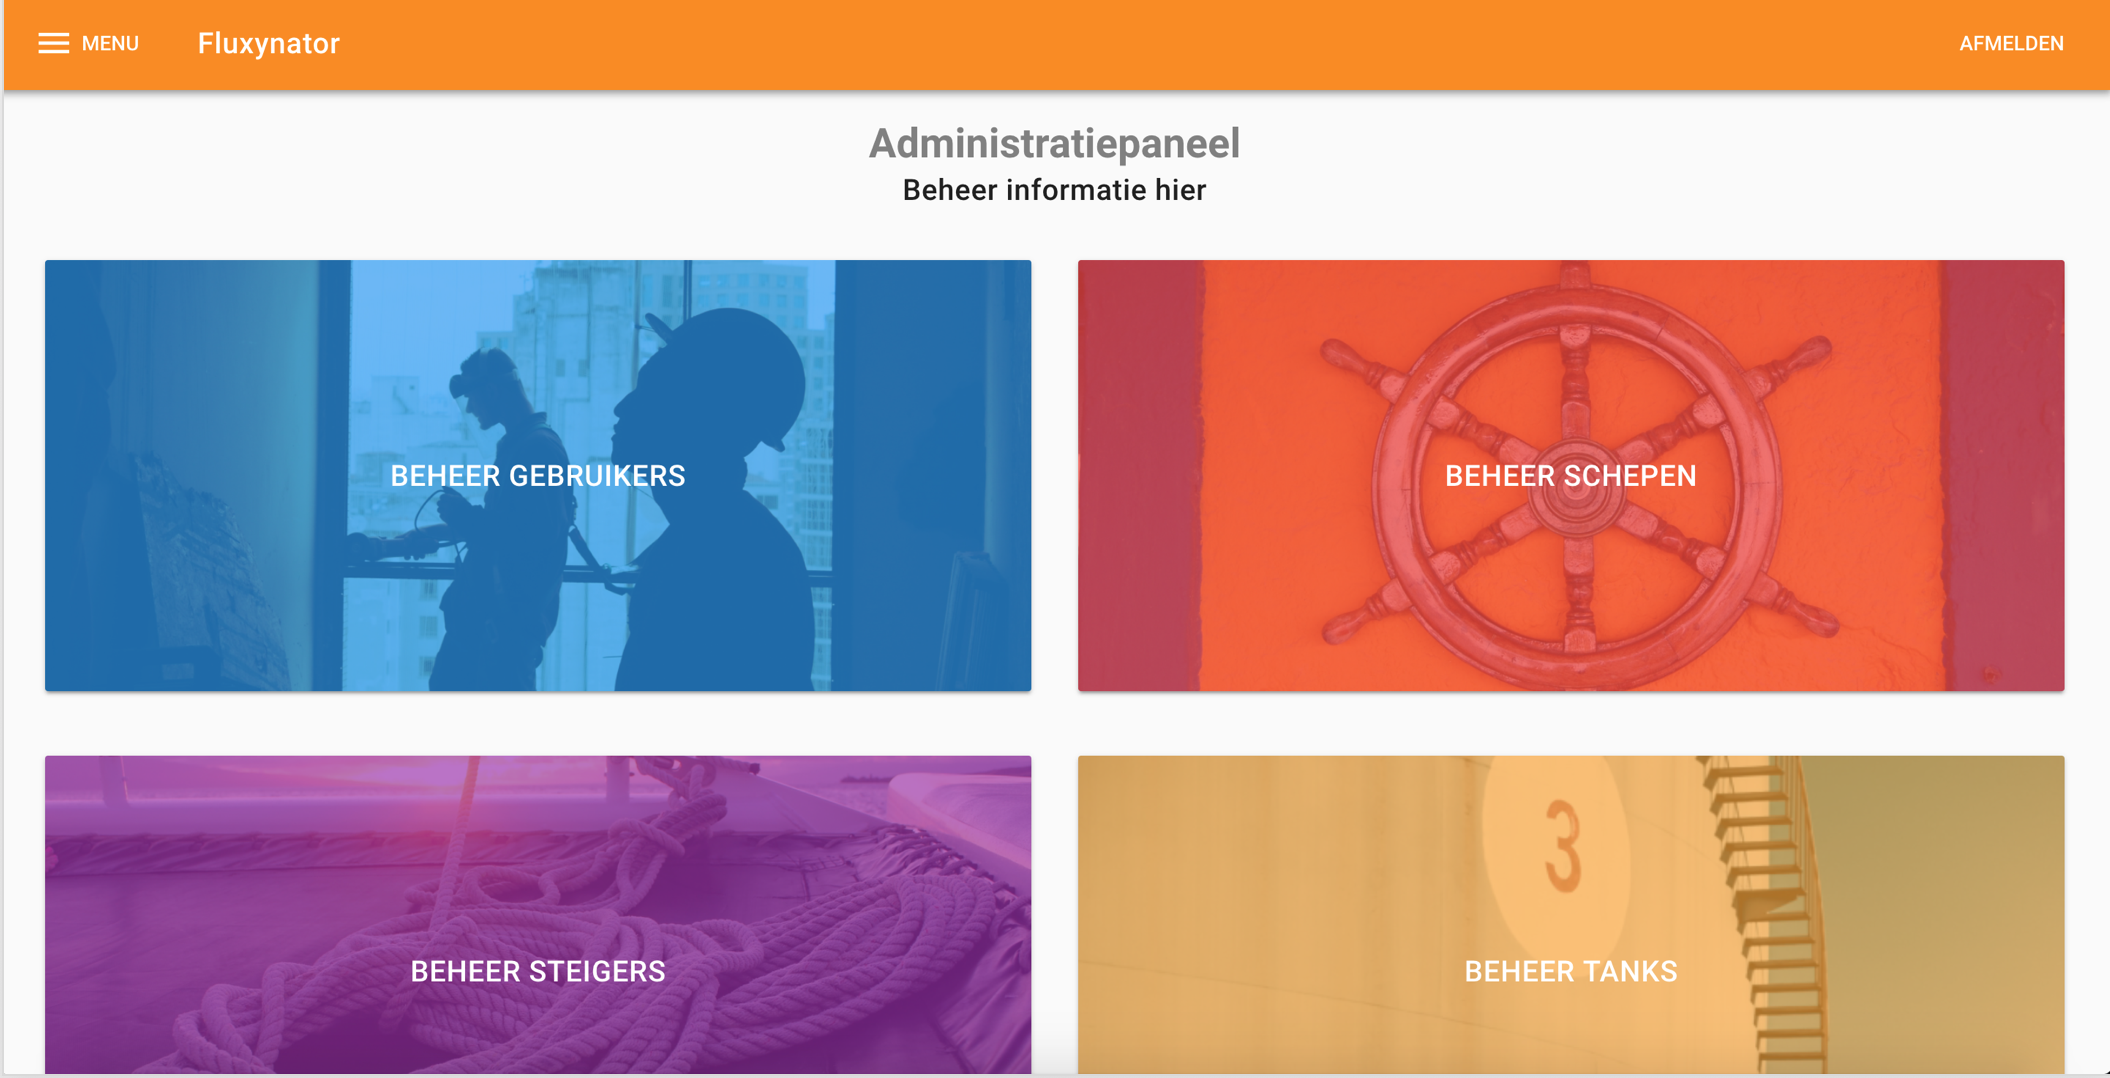 MENU
Fluxynator
AFMELDEN
Administratiepaneel
Beheer informatie hier
BEHEER GEBRUIKERS
BEHEER SCHEPEN
3
BEHEER STEIGERS
BEHEER TANKS